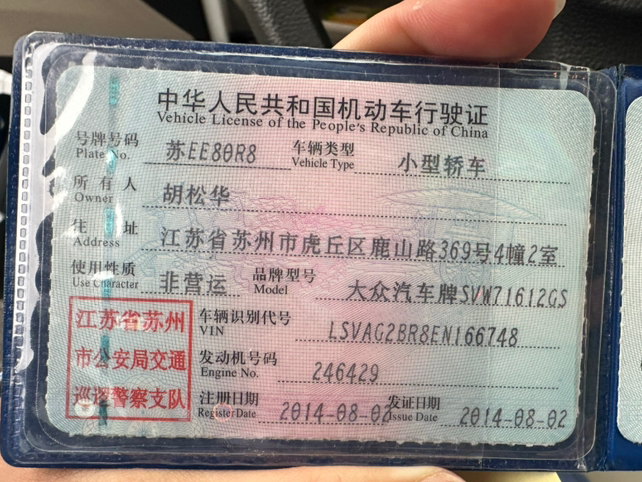 中华人民共和国机动车行驶证
Vehicle License of the People's Republic of China
号牌号码 Plate No. 苏EE80R8 车辆类型 Vehicle Type 小型轿车
所有人 Owner 胡松华
住址 Address 江苏省苏州市虎丘区鹿山路369号4幢2室
使用性质 Use Character 非营运 品牌型号 Model 大众汽车牌SVW71612GS
江苏省苏州
市公安局交通
巡逻警察支队
车辆识别代号 VIN LSVAG2BR8EN166748
发动机号码 Engine No. 246429
注册日期 Register Date 2014-08-02 发证日期 Issue Date 2014-08-02